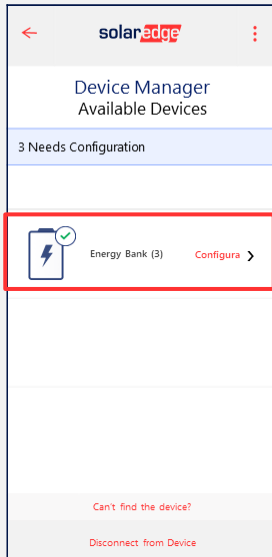 solaredge
Device Manager
Available Devices
3 Needs Configuration
Energy Bank (3) Configura
Can't find the device?
Disconnect from Device